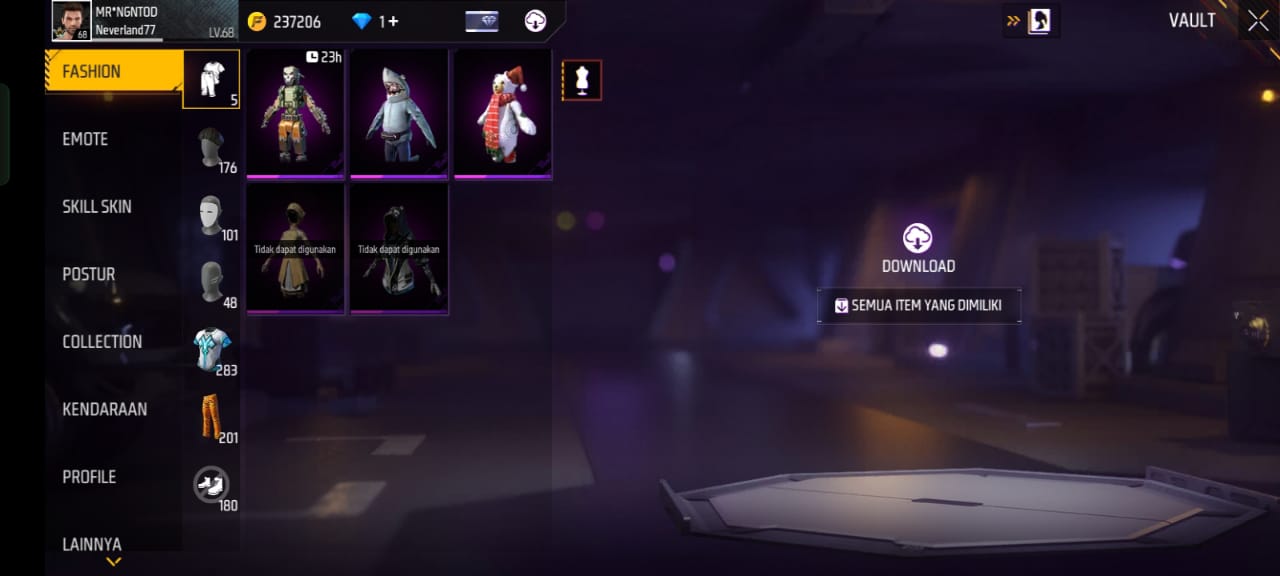 MR*NGNTOD
Neverland77
68
LV.68
237206
1+
VAULT
FASHION
5
23h
EMOTE
176
SKILL SKIN
101
Tidak dapat digunakan
Tidak dapat digunakan
POSTUR
48
DOWNLOAD
SEMUA ITEM YANG DIMILIKI
COLLECTION
283
KENDARAAN
201
PROFILE
180
LAINNYA